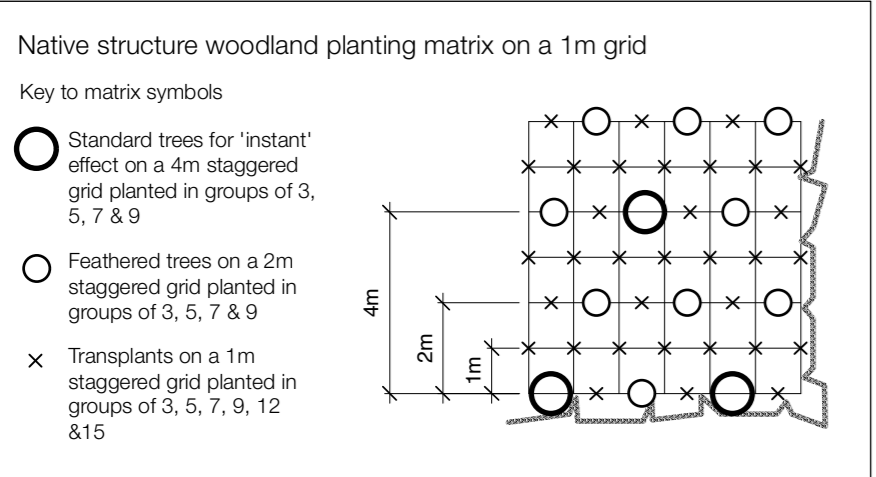 Native structure woodland planting matrix on a 1m grid
Key to matrix symbols
Standard trees for 'instant'
effect on a 4m staggered
grid planted in groups of 3,
5, 7 & 9
Feathered trees on a 2m
staggered grid planted in
groups of 3, 5, 7 & 9
Transplants on a 1m
staggered grid planted in
groups of 3, 5, 7, 9, 12
&15
4m
2m
1m